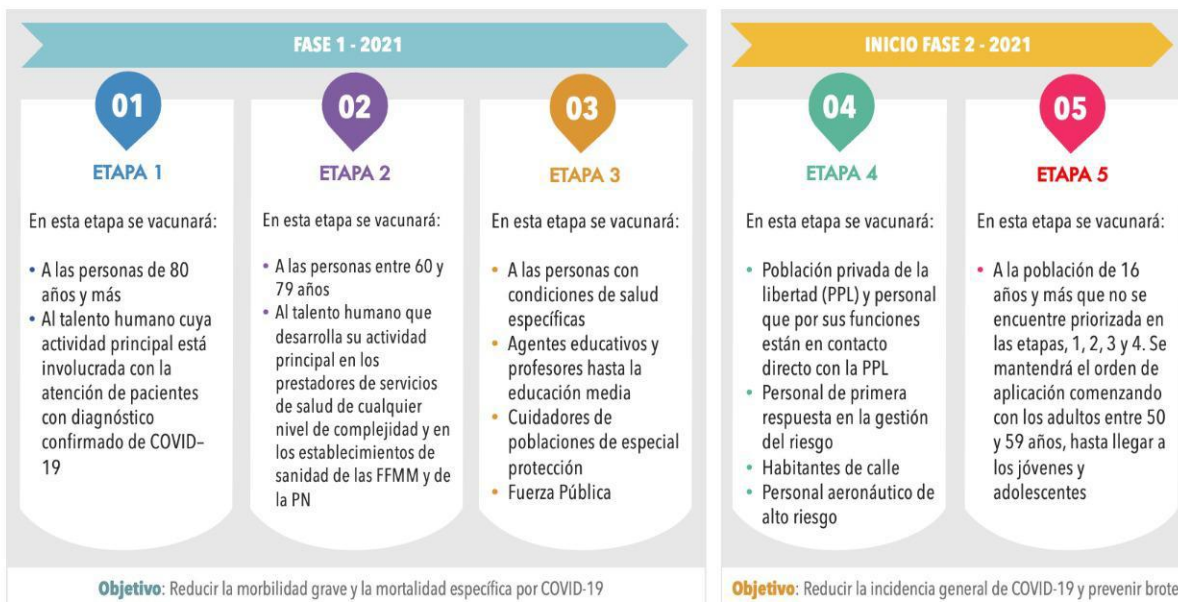 FASE 1 - 2021
01
ETAPA 1
En esta etapa se vacunará:
• A las personas de 80
años y más
• Al talento humano cuya
actividad principal está
involucrada con la
atención de pacientes
con diagnóstico
confirmado de COVID–
19
02
ETAPA 2
En esta etapa se vacunará:
• A las personas entre 60 y
79 años
• Al talento humano que
desarrolla su actividad
principal en los
prestadores de servicios
de salud de cualquier
nivel de complejidad y en
los establecimientos de
sanidad de las FFMM y de
la PN
03
ETAPA 3
En esta etapa se vacunará:
• A las personas con
condiciones de salud
específicas
• Agentes educativos y
profesores hasta la
educación media
• Cuidadores de
poblaciones de especial
protección
• Fuerza Pública
Objetivo: Reducir la morbilidad grave y la mortalidad específica por COVID-19
INICIO FASE 2 - 2021
04
ETAPA 4
En esta etapa se vacunará:
• Población privada de la
libertad (PPL) y personal
que por sus funciones
están en contacto
directo con la PPL
• Personal de primera
respuesta en la gestión
del riesgo
• Habitantes de calle
• Personal aeronáutico de
alto riesgo
05
ETAPA 5
En esta etapa se vacunará:
• A la población de 16
años y más que no se
encuentre priorizada en
las etapas, 1, 2, 3 y 4. Se
mantendrá el orden de
aplicación comenzando
con los adultos entre 50
y 59 años, hasta llegar a
los jóvenes y
adolescentes
Objetivo: Reducir la incidencia general de COVID-19 y prevenir brote